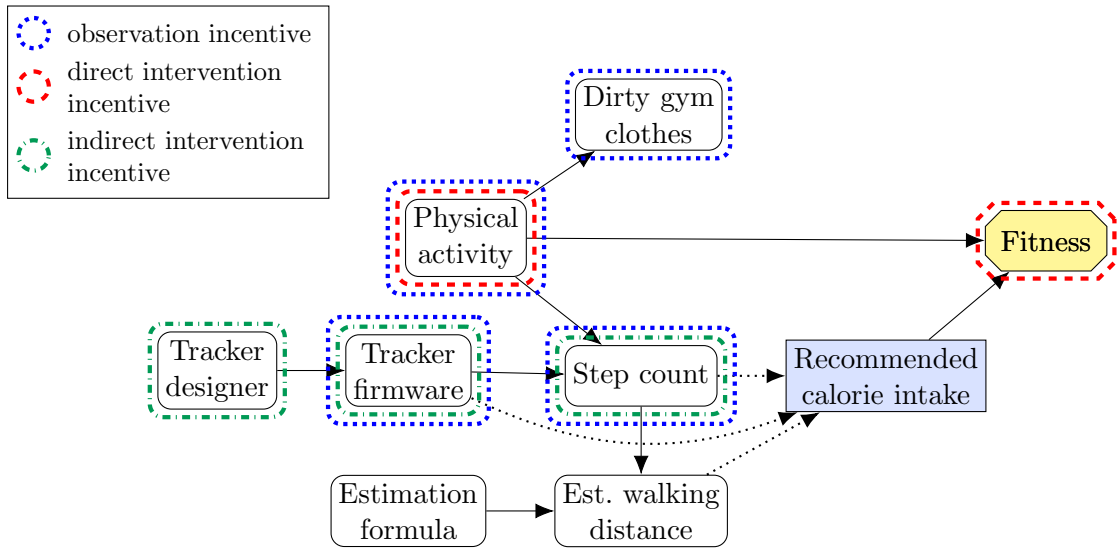 observation incentive
direct intervention
incentive
indirect intervention
incentive
Dirty gym
clothes
Physical
activity
Fitness
Tracker
designer
Tracker
firmware
Step count
Recommended
calorie intake
Estimation
formula
Est. walking
distance